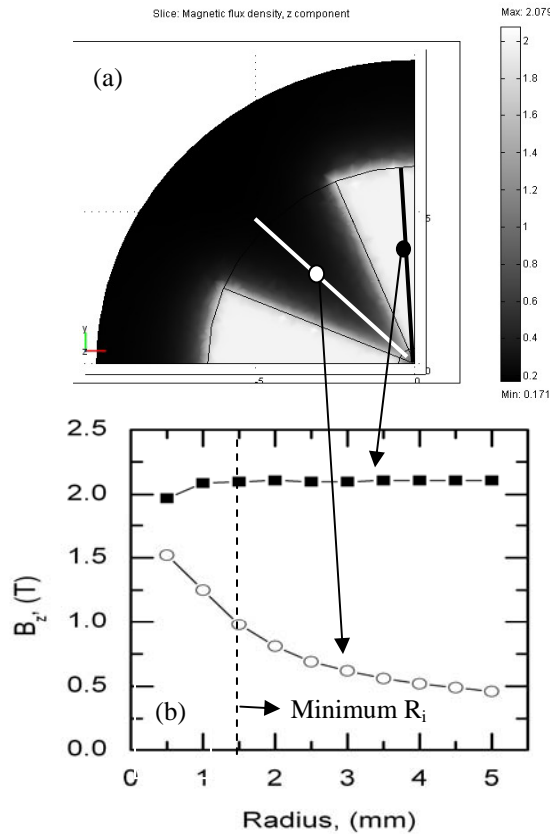 Slice: Magnetic flux density, z component
Max: 2.079
(a)
2
1.8
1.6
1.4
1.2
1
0.8
0.6
0.4
0.2
Min: 0.171
5
0
-5
0
y
z
2.5
2.0
1.5
1.0
0.5
0.0
Bz, (T)
(b)
Minimum Ri
0 1 2 3 4 5
Radius, (mm)